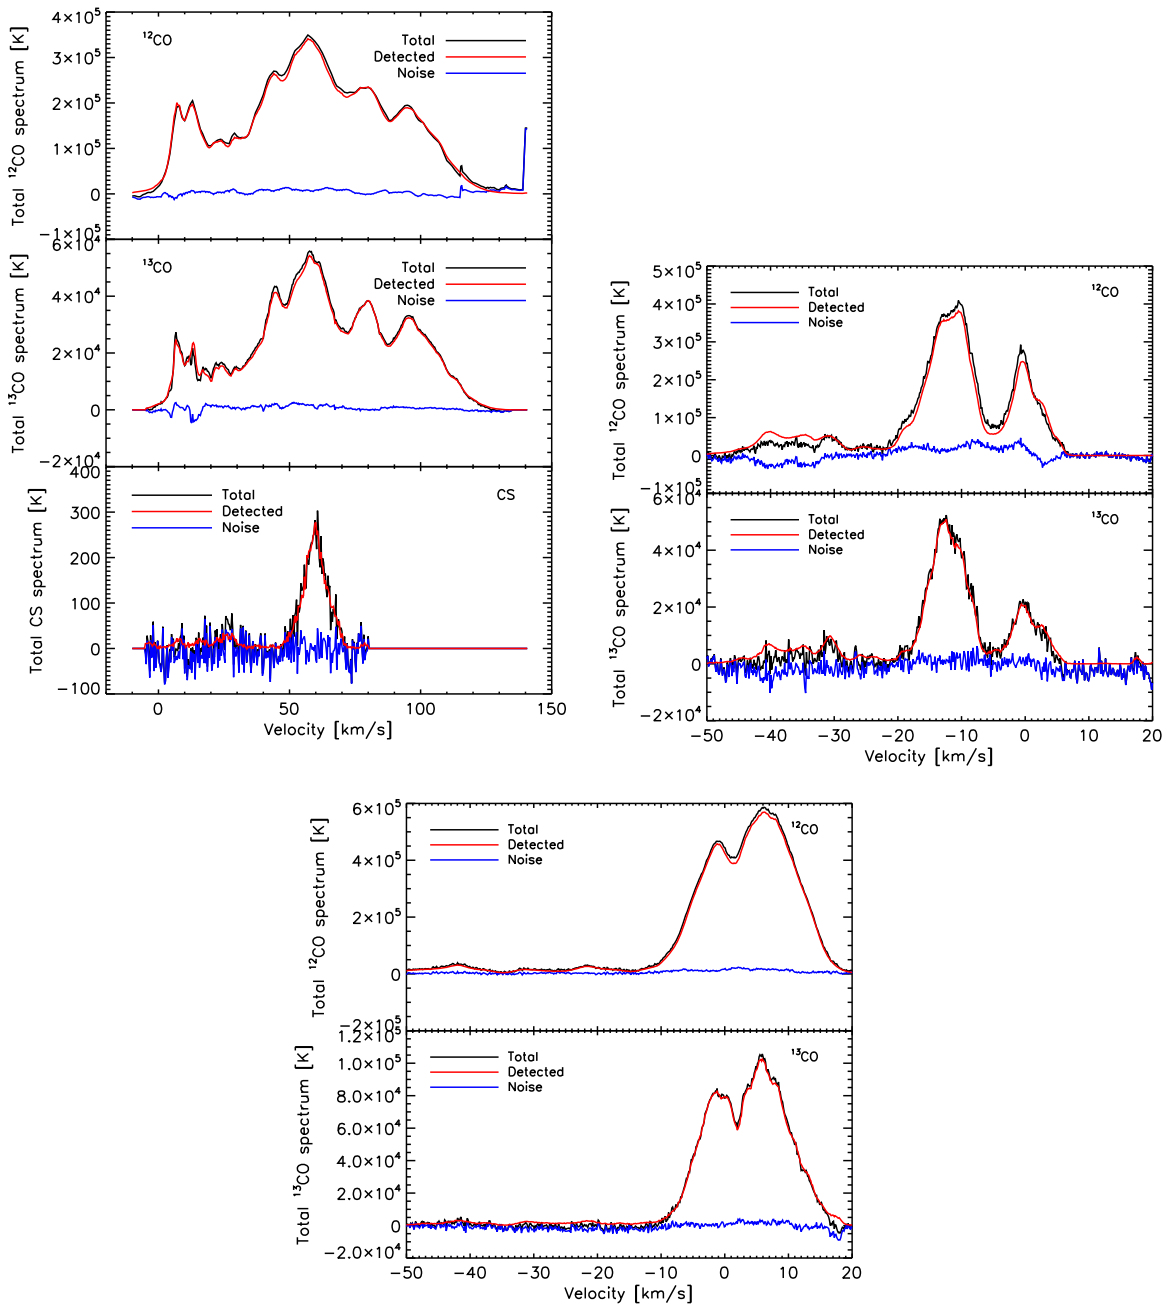 4×10⁵
3×10⁵
2×10⁵
1×10⁵
0
−1×10⁵
Total ¹²CO spectrum [K]
¹²CO
Total
Detected
Noise
6×10⁴
4×10⁴
2×10⁴
0
−2×10⁴
Total ¹³CO spectrum [K]
¹³CO
Total
Detected
Noise
400
300
200
100
0
−100
Total CS spectrum [K]
Total
Detected
Noise
CS
0 50 100 150
Velocity [km/s]
5×10⁵
4×10⁵
3×10⁵
2×10⁵
1×10⁵
0
−1×10⁵
Total ¹²CO spectrum [K]
Total
Detected
Noise
¹²CO
6×10⁴
4×10⁴
2×10⁴
0
−2×10⁴
Total ¹³CO spectrum [K]
Total
Detected
Noise
¹³CO
−50 −40 −30 −20 −10 0 10 20
Velocity [km/s]
6×10⁵
4×10⁵
2×10⁵
0
−2×10⁵
Total ¹²CO spectrum [K]
Total
Detected
Noise
¹²CO
1.2×10⁵
1.0×10⁵
8.0×10⁴
6.0×10⁴
4.0×10⁴
2.0×10⁴
0
−2.0×10⁴
Total ¹³CO spectrum [K]
Total
Detected
Noise
¹³CO
−50 −40 −30 −20 −10 0 10 20
Velocity [km/s]